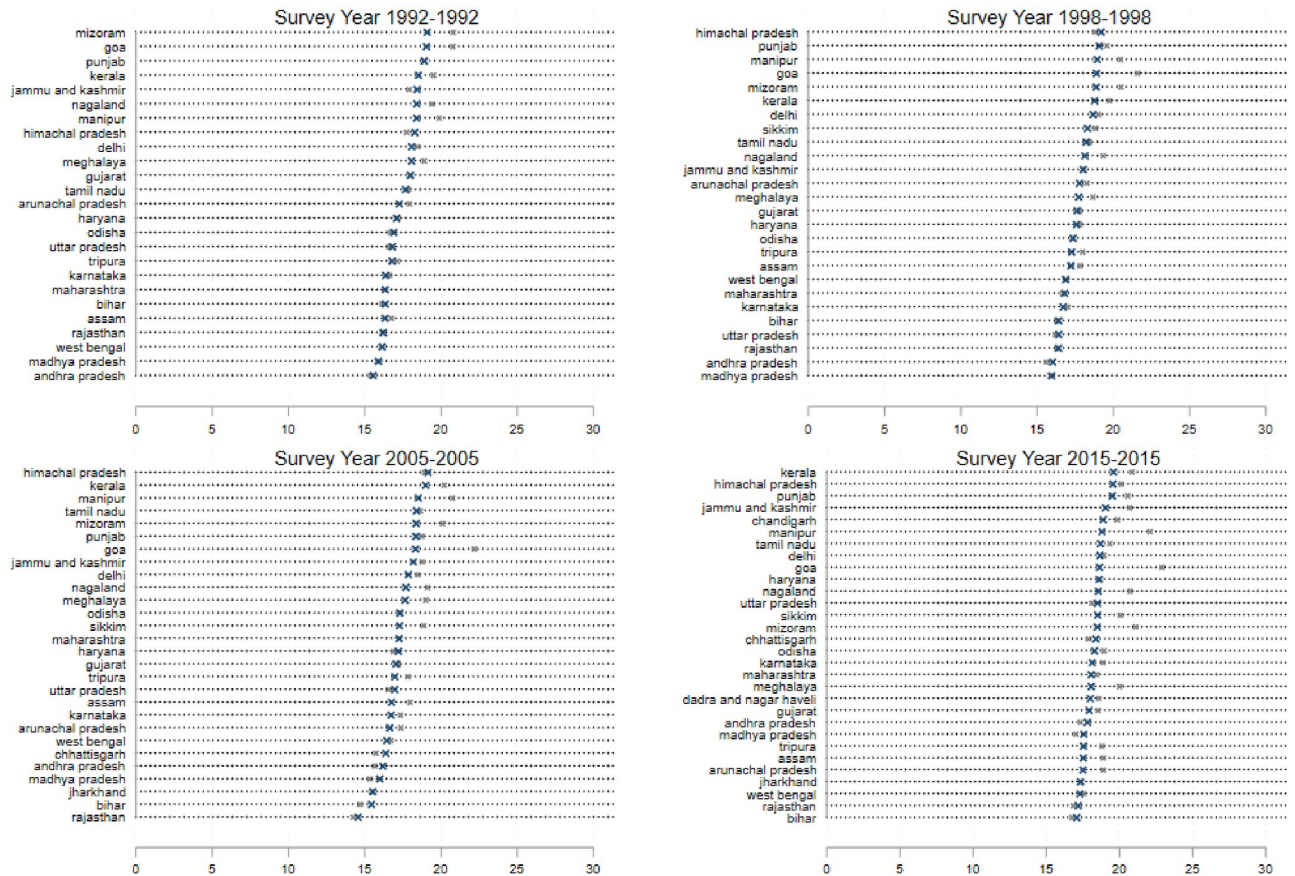 Survey Year 1992-1992
mizoram
goa
punjab
kerala
jammu and kashmir
nagaland
manipur
himachal pradesh
delhi
meghalaya
gujarat
tamil nadu
arunachal pradesh
haryana
odisha
uttar pradesh
tripura
karnataka
maharashtra
bihar
assam
rajasthan
west bengal
madhya pradesh
andhra pradesh
0 5 10 15 20 25 30
Survey Year 1998-1998
himachal pradesh
punjab
manipur
goa
mizoram
kerala
delhi
sikkim
tamil nadu
nagaland
jammu and kashmir
arunachal pradesh
meghalaya
gujarat
haryana
odisha
tripura
assam
west bengal
maharashtra
karnataka
bihar
uttar pradesh
rajasthan
andhra pradesh
madhya pradesh
0 5 10 15 20 25 30
Survey Year 2005-2005
himachal pradesh
kerala
manipur
tamil nadu
mizoram
punjab
goa
jammu and kashmir
delhi
nagaland
meghalaya
odisha
sikkim
maharashtra
haryana
gujarat
tripura
uttar pradesh
assam
karnataka
arunachal pradesh
west bengal
chhattisgarh
andhra pradesh
madhya pradesh
jharkhand
bihar
rajasthan
0 5 10 15 20 25 30
Survey Year 2015-2015
kerala
himachal pradesh
punjab
jammu and kashmir
chandigarh
manipur
tamil nadu
delhi
goa
haryana
nagaland
uttar pradesh
sikkim
mizoram
chhattisgarh
odisha
karnataka
maharashtra
meghalaya
dadra and nagar haveli
gujarat
andhra pradesh
madhya pradesh
tripura
assam
arunachal pradesh
jharkhand
west bengal
rajasthan
bihar
0 5 10 15 20 25 30